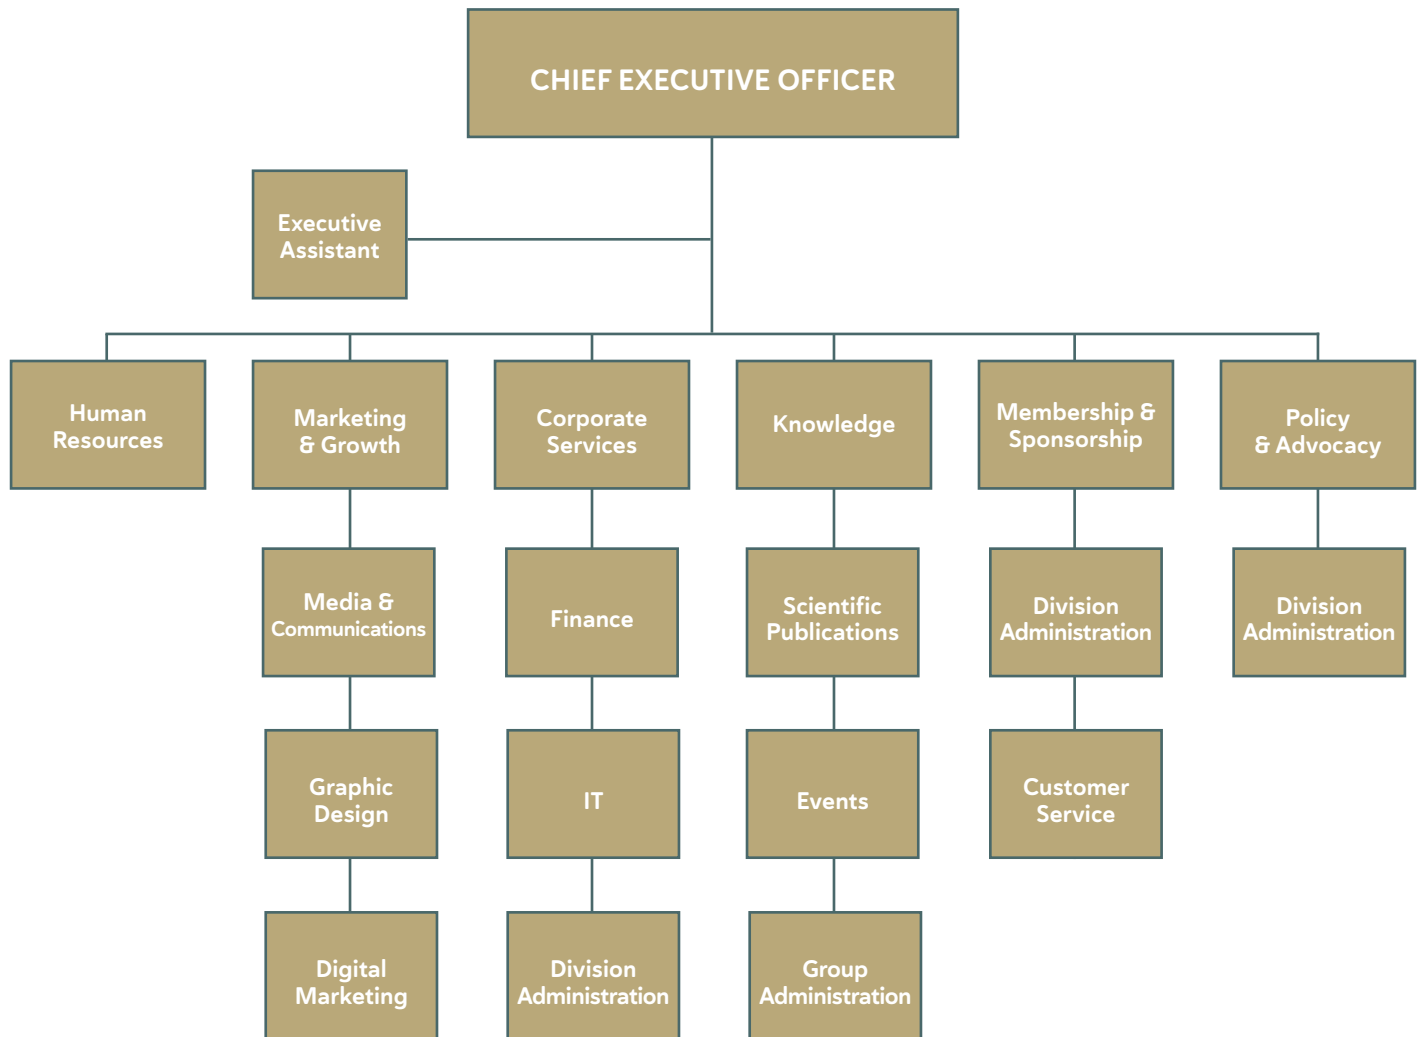 CHIEF EXECUTIVE OFFICER
Executive
Assistant
Human
Resources
Marketing
& Growth
Corporate
Services
Knowledge
Membership &
Sponsorship
Policy
& Advocacy
Media &
Communications
Finance
Scientific
Publications
Division
Administration
Division
Administration
Graphic
Design
IT
Events
Customer
Service
Digital
Marketing
Division
Administration
Group
Administration